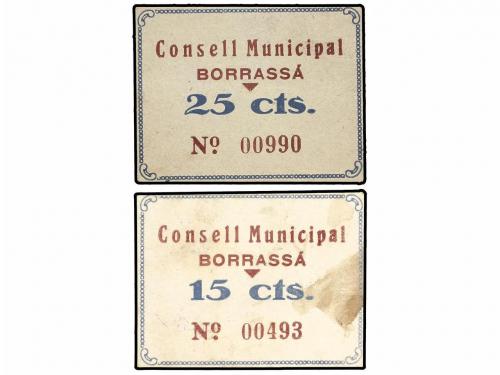 Consell Municipal
BORRASSÁ
25 cts.
Nº 00990
Consell Municipal
BORRASSÁ
15 cts.
Nº 00493